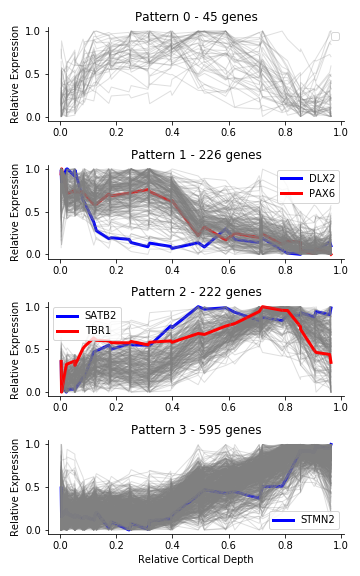 Pattern 0 - 45 genes
Relative Expression
1.0
0.5
0.0
0.0 0.2 0.4 0.6 0.8 1.0
Pattern 1 - 226 genes
Relative Expression
1.0
0.5
0.0
DLX2
PAX6
0.0 0.2 0.4 0.6 0.8 1.0
Pattern 2 - 222 genes
Relative Expression
1.0
0.5
0.0
SATB2
TBR1
0.0 0.2 0.4 0.6 0.8 1.0
Pattern 3 - 595 genes
Relative Expression
1.0
0.5
0.0
STMN2
0.0 0.2 0.4 0.6 0.8 1.0
Relative Cortical Depth